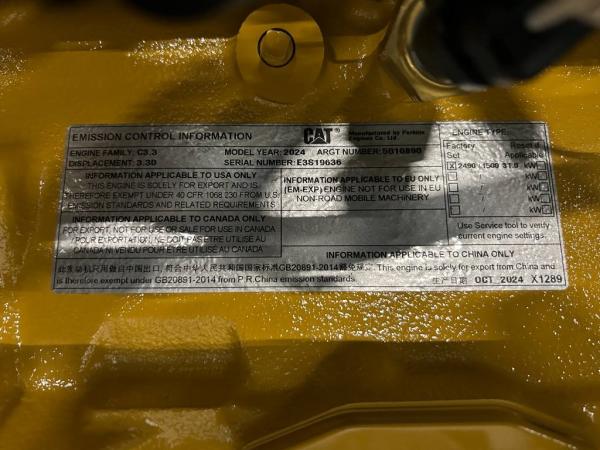 EMISSION CONTROL INFORMATION
CAT
Manufactured by Perkins
Engines Co. Ltd
ENGINE FAMILY: C3.3
MODEL YEAR: 2024
ARGT NUMBER: 5010890
DISPLACEMENT: 3.30
SERIAL NUMBER: E3S19636
INFORMATION APPLICABLE TO USA ONLY
THIS ENGINE IS SOLELY FOR EXPORT AND IS
THEREFORE EXEMPT UNDER 40 CFR 1068.230 FROM U.S
EMISSION STANDARDS AND RELATED REQUIREMENTS
INFORMATION APPLICABLE TO CANADA ONLY
FOR EXPORT, NOT FOR USE OR SALE FOR USE IN CANADA
/POUR EXPORTATION, NE DOIT PAS ETRE UTILISE AU
CANADA NI VENDU POUR ETRE UTILISE AU CANADA
INFORMATION APPLICABLE TO EU ONLY
(EM-EXP) ENGINE NOT FOR USE IN EU
NON-ROAD MOBILE MACHINERY
ENGINE TYPE:
Factory Reset if
Set Applicable
X 2490 1500 31.0 kW
kW
kW
kW
kW
Use Service tool to verify
current engine settings.
INFORMATION APPLICABLE TO CHINA ONLY
此发动机只用做自中国出口, 符合中华人民共和国国家标准GB20891-2014避免规定. This engine is solely for export from China and
is therefore exempt under GB20891-2014 from P.R.China emission standards.
生产日期 OCT 2024 X1289